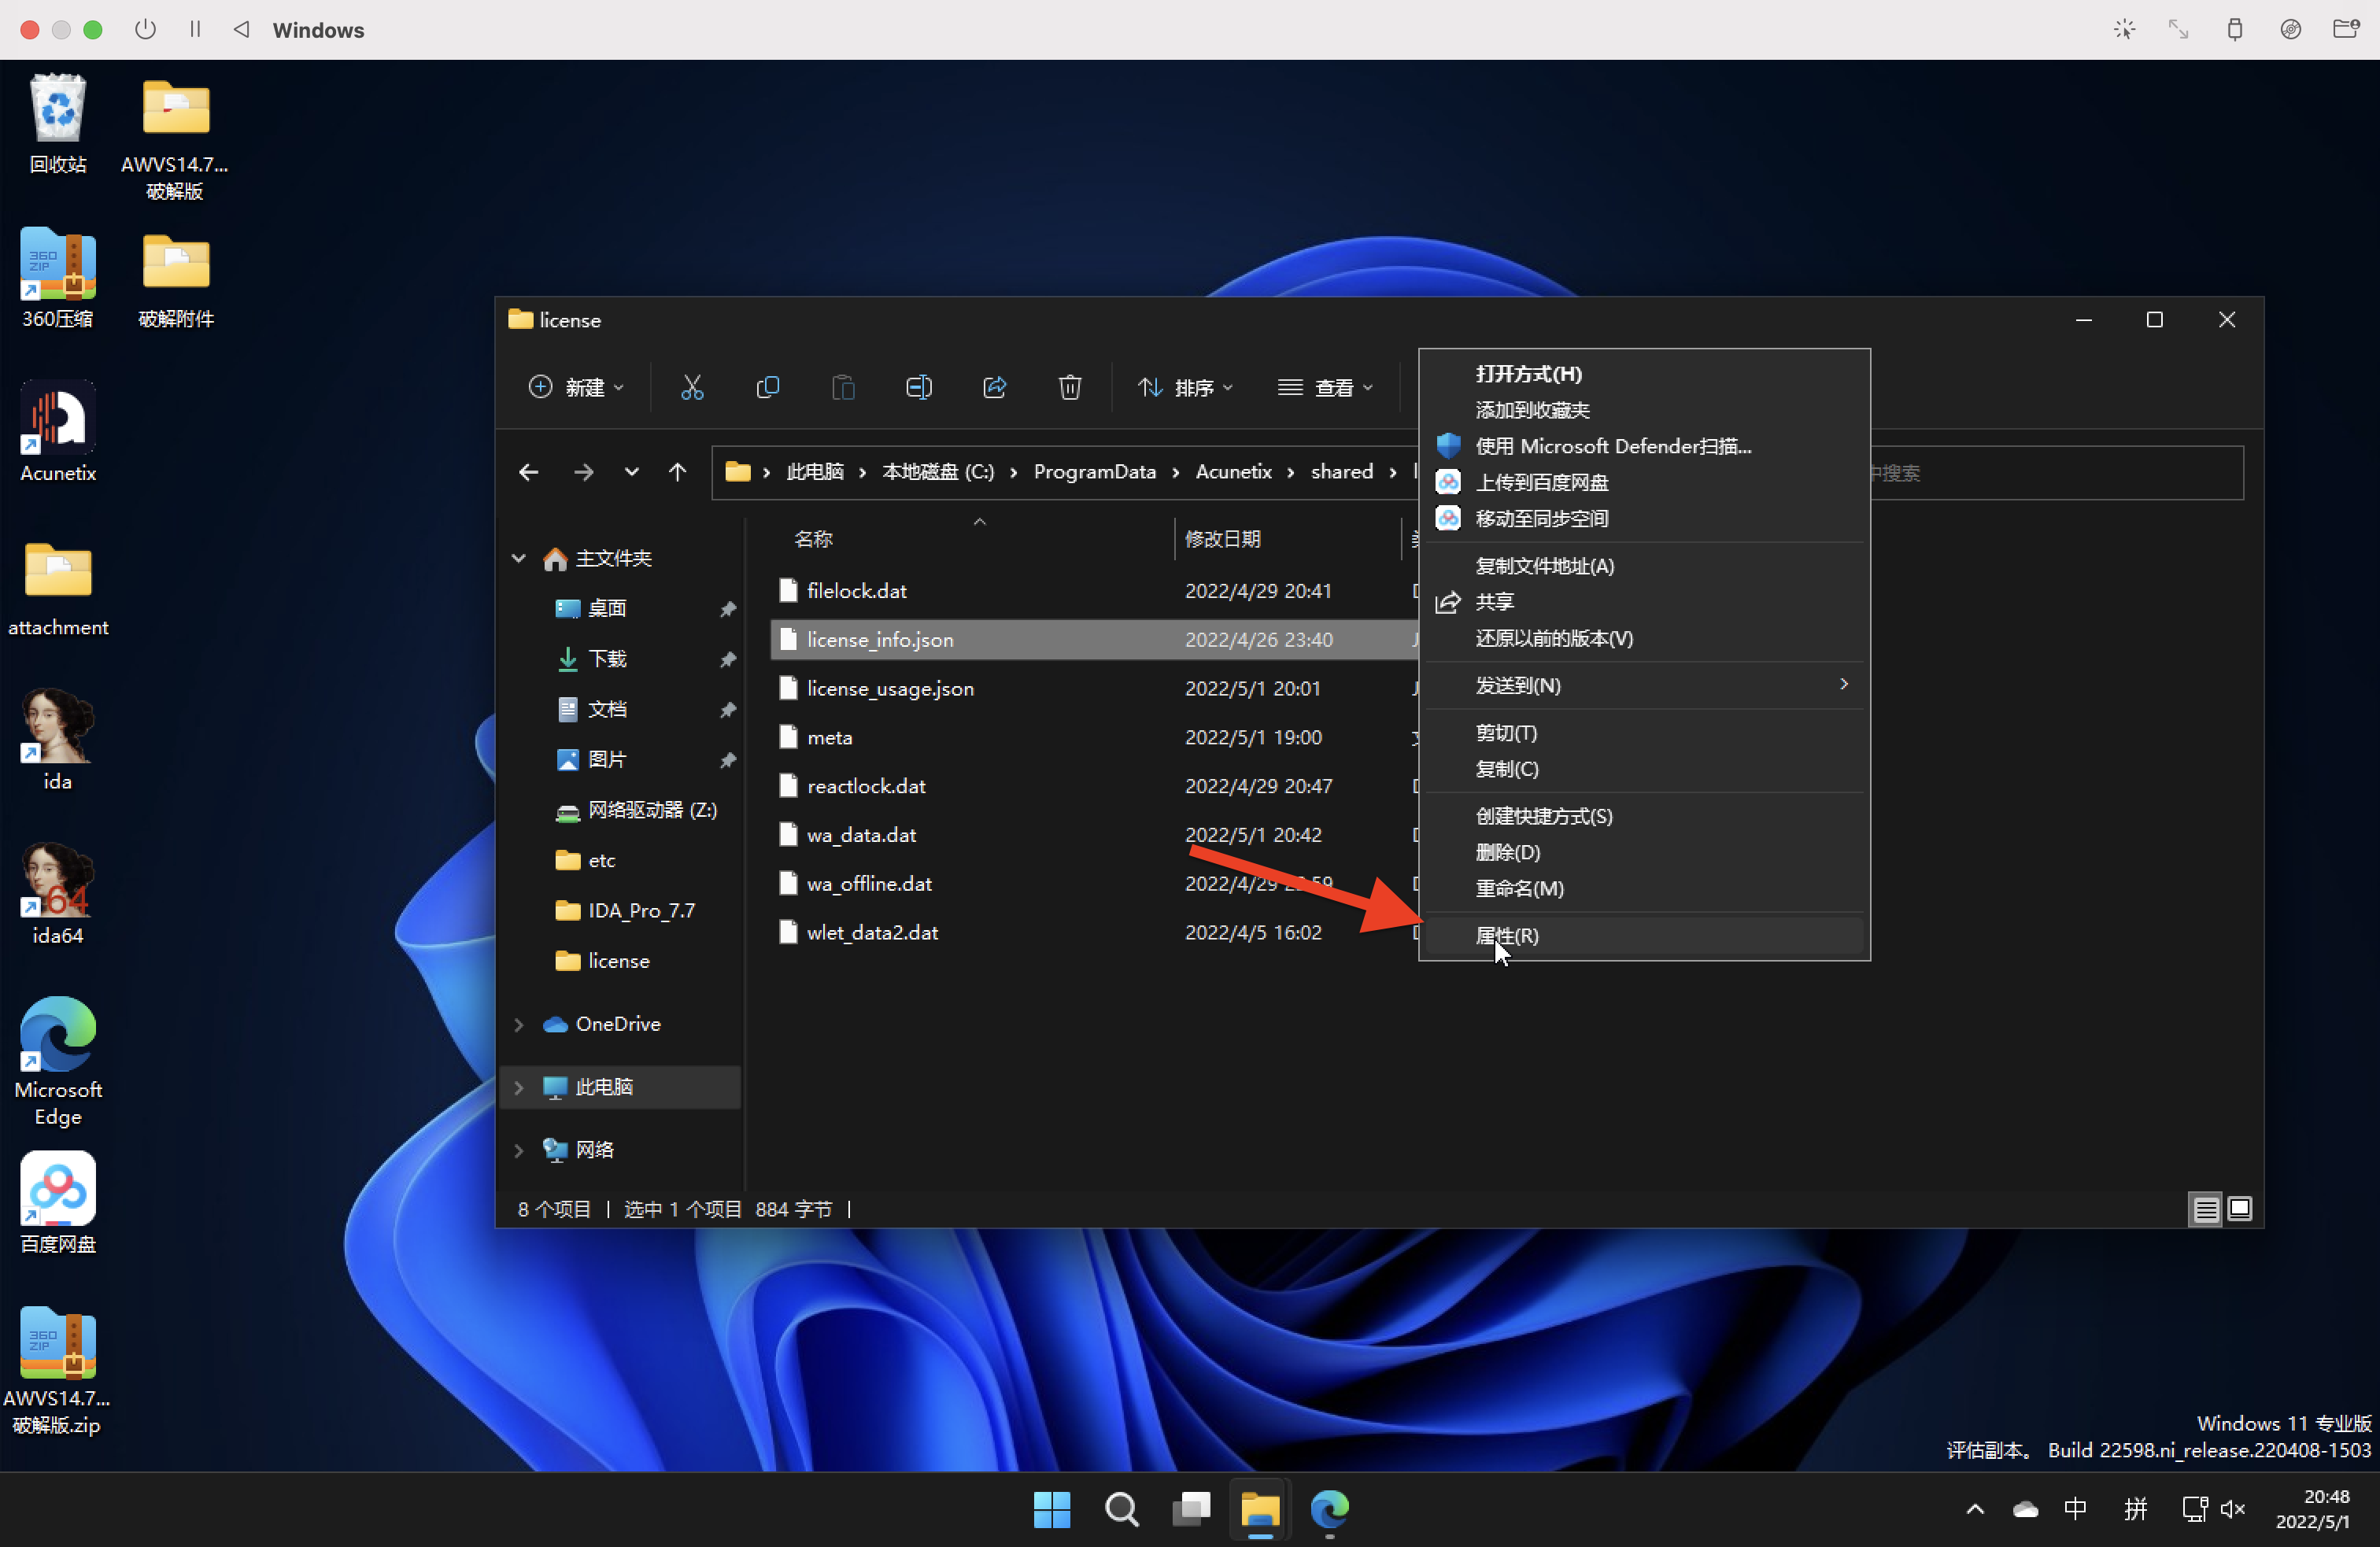 Windows
回收站
AWVS14.7...
破解版
360压缩
破解附件
Acunetix
attachment
ida
64
ida64
Microsoft
Edge
百度网盘
AWVS14.7...
破解版.zip
360
ZIP
360
ZIP
license
新建
排序
查看
此电脑
本地磁盘 (C:)
ProgramData
Acunetix
shared
中搜索
名称
修改日期
主文件夹
桌面
下载
文档
图片
网络驱动器 (Z:)
etc
IDA_Pro_7.7
license
OneDrive
此电脑
网络
filelock.dat 2022/4/29 20:41
license_info.json 2022/4/26 23:40
license_usage.json 2022/5/1 20:01
meta 2022/5/1 19:00
reactlock.dat 2022/4/29 20:47
wa_data.dat 2022/5/1 20:42
wa_offline.dat 2022/4/29
wlet_data2.dat 2022/4/5 16:02
打开方式(H)
添加到收藏夹
使用 Microsoft Defender扫描...
上传到百度网盘
移动至同步空间
复制文件地址(A)
共享
还原以前的版本(V)
发送到(N)
剪切(T)
复制(C)
创建快捷方式(S)
删除(D)
重命名(M)
属性(R)
8 个项目 | 选中 1 个项目 884 字节 |
Windows 11 专业版
评估副本。 Build 22598.ni_release.220408-1503
中
拼
20:48
2022/5/1